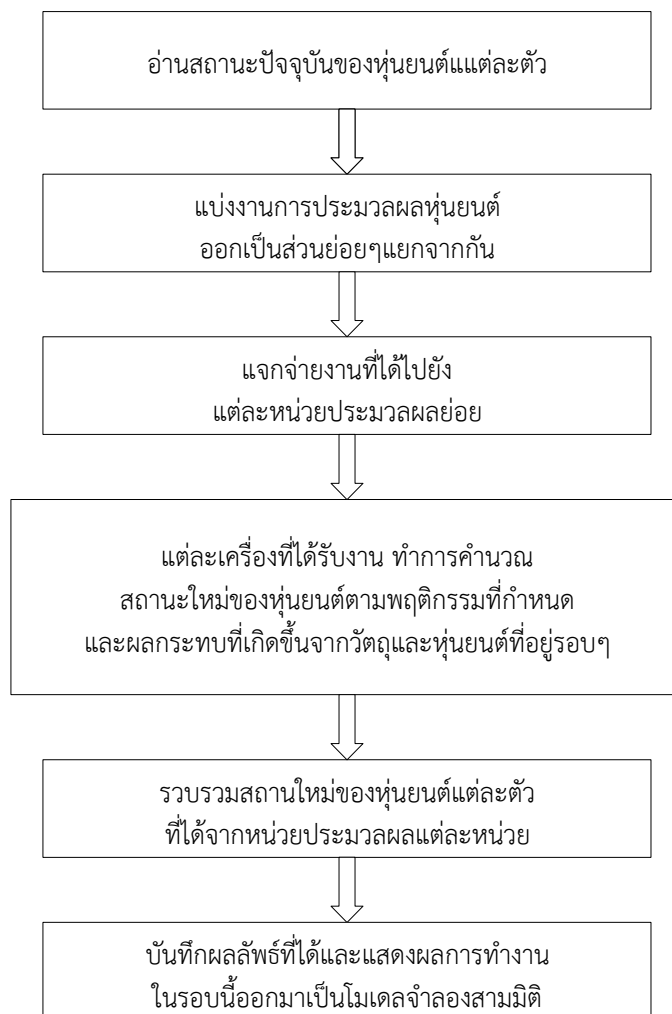 อ่านสถานะปัจจุบันของหุ่นยนต์แแต่ละตัว
แบ่งงานการประมวลผลหุ่นยนต์
ออกเป็นส่วนย่อยๆแยกจากกัน
แจกจ่ายงานที่ได้ไปยัง
แต่ละหน่วยประมวลผลย่อย
แต่ละเครื่องที่ได้รับงาน ทำการคำนวณ
สถานะใหม่ของหุ่นยนต์ตามพฤติกรรมที่กำหนด
และผลกระทบที่เกิดขึ้นจากวัตถุและหุ่นยนต์ที่อยู่รอบๆ
รวบรวมสถานใหม่ของหุ่นยนต์แต่ละตัว
ที่ได้จากหน่วยประมวลผลแต่ละหน่วย
บันทึกผลลัพธ์ที่ได้และแสดงผลการทำงาน
ในรอบนี้ออกมาเป็นโมเดลจำลองสามมิติ